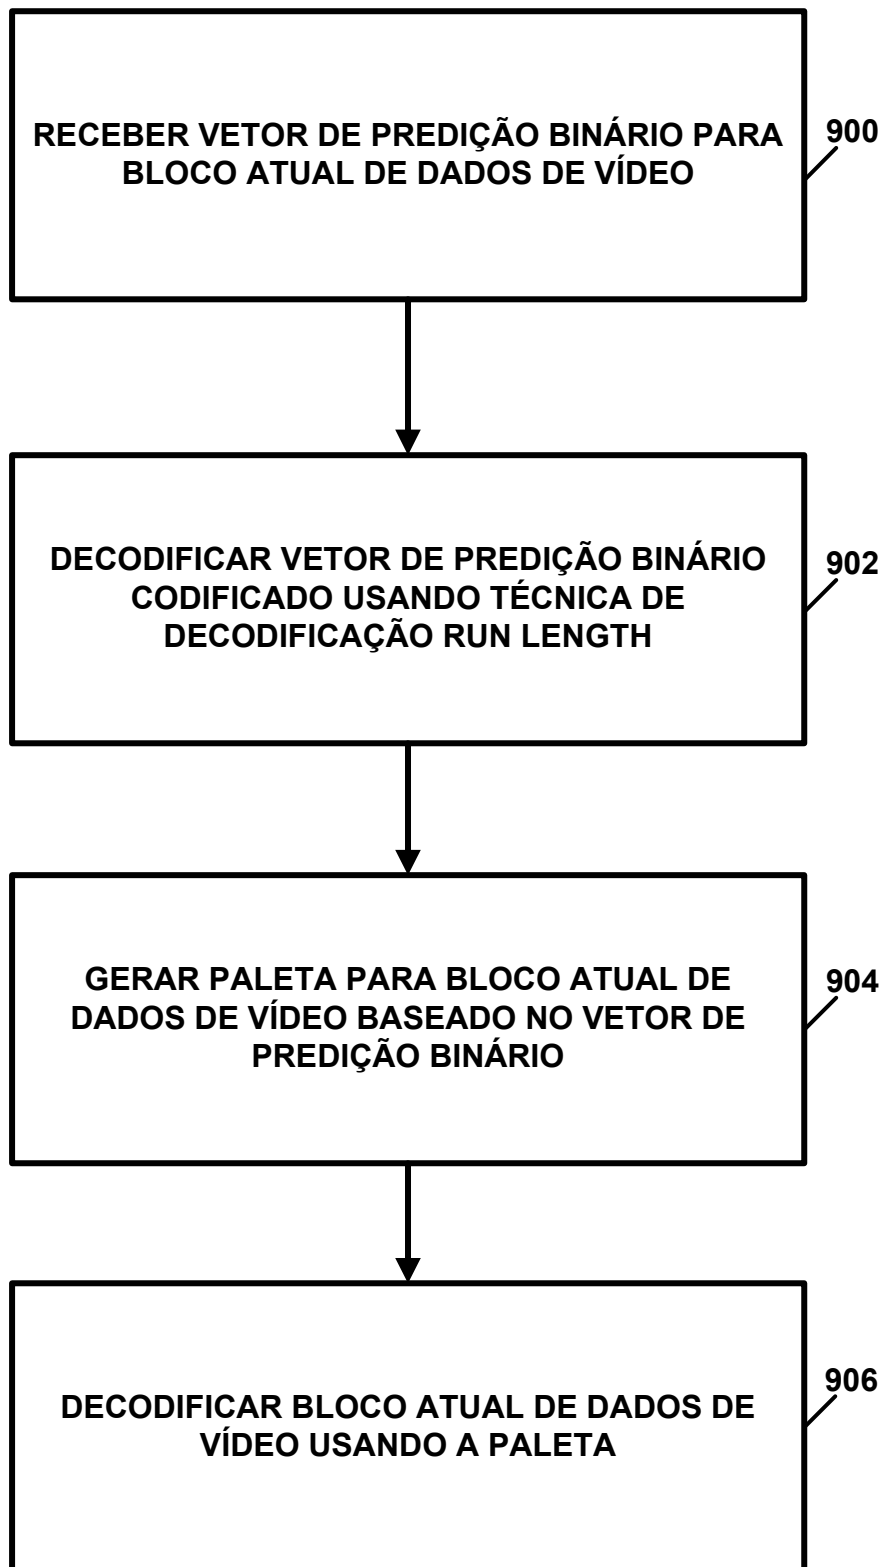 RECEBER VETOR DE PREDIÇÃO BINÁRIO PARA
BLOCO ATUAL DE DADOS DE VÍDEO
900
DECODIFICAR VETOR DE PREDIÇÃO BINÁRIO
CODIFICADO USANDO TÉCNICA DE
DECODIFICAÇÃO RUN LENGTH
902
GERAR PALETA PARA BLOCO ATUAL DE
DADOS DE VÍDEO BASEADO NO VETOR DE
PREDIÇÃO BINÁRIO
904
DECODIFICAR BLOCO ATUAL DE DADOS DE
VÍDEO USANDO A PALETA
906